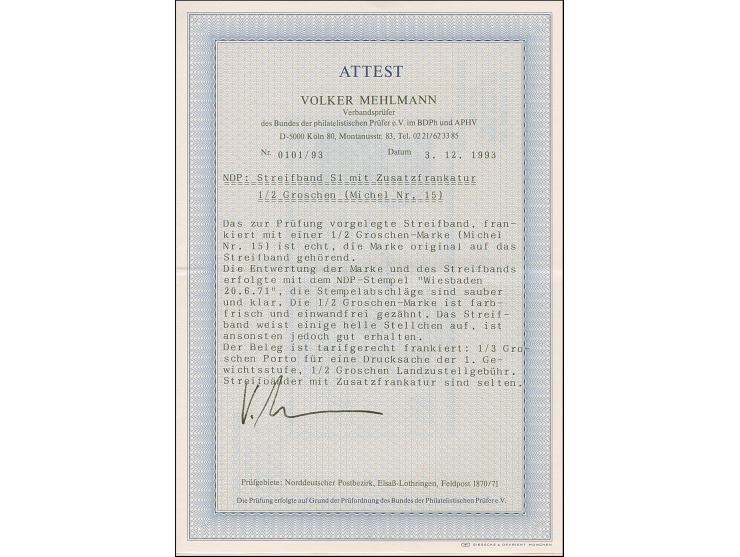 ATTEST
VOLKER MEHLMANN
Verbandsprüfer
des Bundes der philatelistischen Prüfer e.V. im BDPh und APHV
D-5000 Köln 80, Montanusstr. 83, Tel. 02 21/62 33 85
Nr. 0101/93 Datum 3. 12. 1993
NDP: Streifband S1 mit Zusatzfrankatur
1/2 Groschen (Michel Nr. 15)
Das zur Prüfung vorgelegte Streifband, fran-
kiert mit einer 1/2 Groschen-Marke (Michel
Nr. 15) ist echt, die Marke original auf das
Streifband gehörend.
Die Entwertung der Marke und des Streifbands
erfolgte mit dem NDP-Stempel "Wiesbaden
20.6.71", die Stempelabschläge sind sauber
und klar. Die 1/2 Groschen-Marke ist farb-
frisch und einwandfrei gezähnt. Das Streif-
band weist einige helle Stellchen auf, ist
ansonsten jedoch gut erhalten.
Der Beleg ist tarifgerecht frankiert: 1/3 Gro-
schen Porto für eine Drucksache der 1. Ge-
wichtsstufe, 1/2 Groschen Landzustellgebühr.
Streifbänder mit Zusatzfrankatur sind selten.
Prüfgebiete: Norddeutscher Postbezirk, Elsaß-Lothringen, Feldpost 1870/71
Die Prüfung erfolgte auf Grund der Prüfordnung des Bundes der Philatelistischen Prüfer e.V.
GIESECKE & DEVRIENT MÜNCHEN